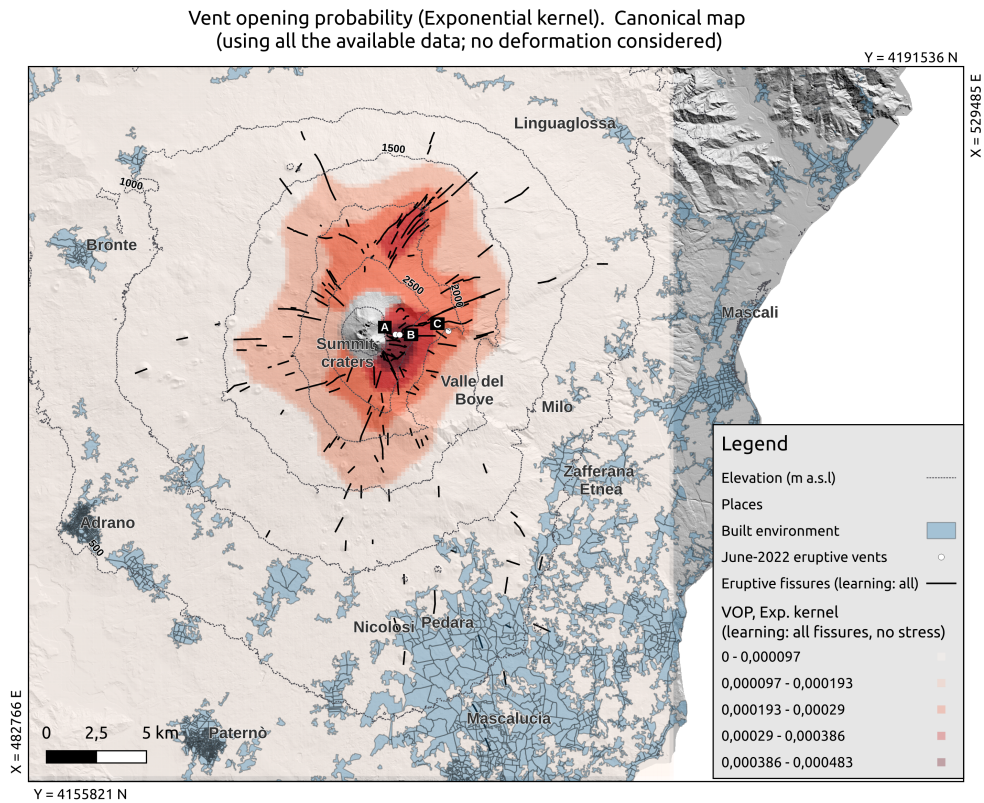 Vent opening probability (Exponential kernel).  Canonical map
(using all the available data; no deformation considered)
Y = 4191536 N
X = 529485 E
Linguaglossa
1500
1000
Bronte
2500
2000
Mascali
A
B
C
Summit
craters
Valle del
Bove
Milo
Zafferana
Etnea
Adrano
500
Nicolosi
Pedara
Mascalucia
Paternò
0 2,5 5 km
X = 482766 E
Y = 4155821 N
Legend
Elevation (m a.s.l)
Places
Built environment
June-2022 eruptive vents
Eruptive fissures (learning: all)
VOP, Exp. kernel
(learning: all fissures, no stress)
0 - 0,000097
0,000097 - 0,000193
0,000193 - 0,00029
0,00029 - 0,000386
0,000386 - 0,000483